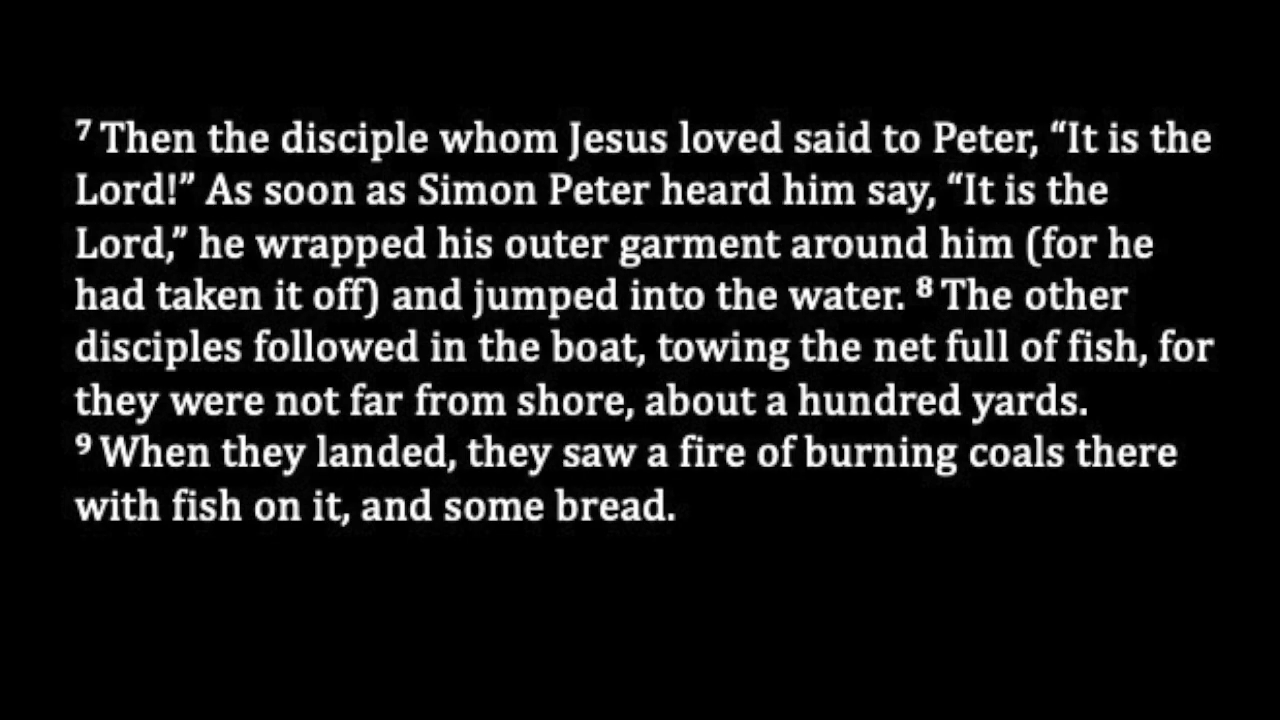 ⁷ Then the disciple whom Jesus loved said to Peter, “It is the
Lord!” As soon as Simon Peter heard him say, “It is the
Lord,” he wrapped his outer garment around him (for he
had taken it off) and jumped into the water. ⁸ The other
disciples followed in the boat, towing the net full of fish, for
they were not far from shore, about a hundred yards.
⁹ When they landed, they saw a fire of burning coals there
with fish on it, and some bread.